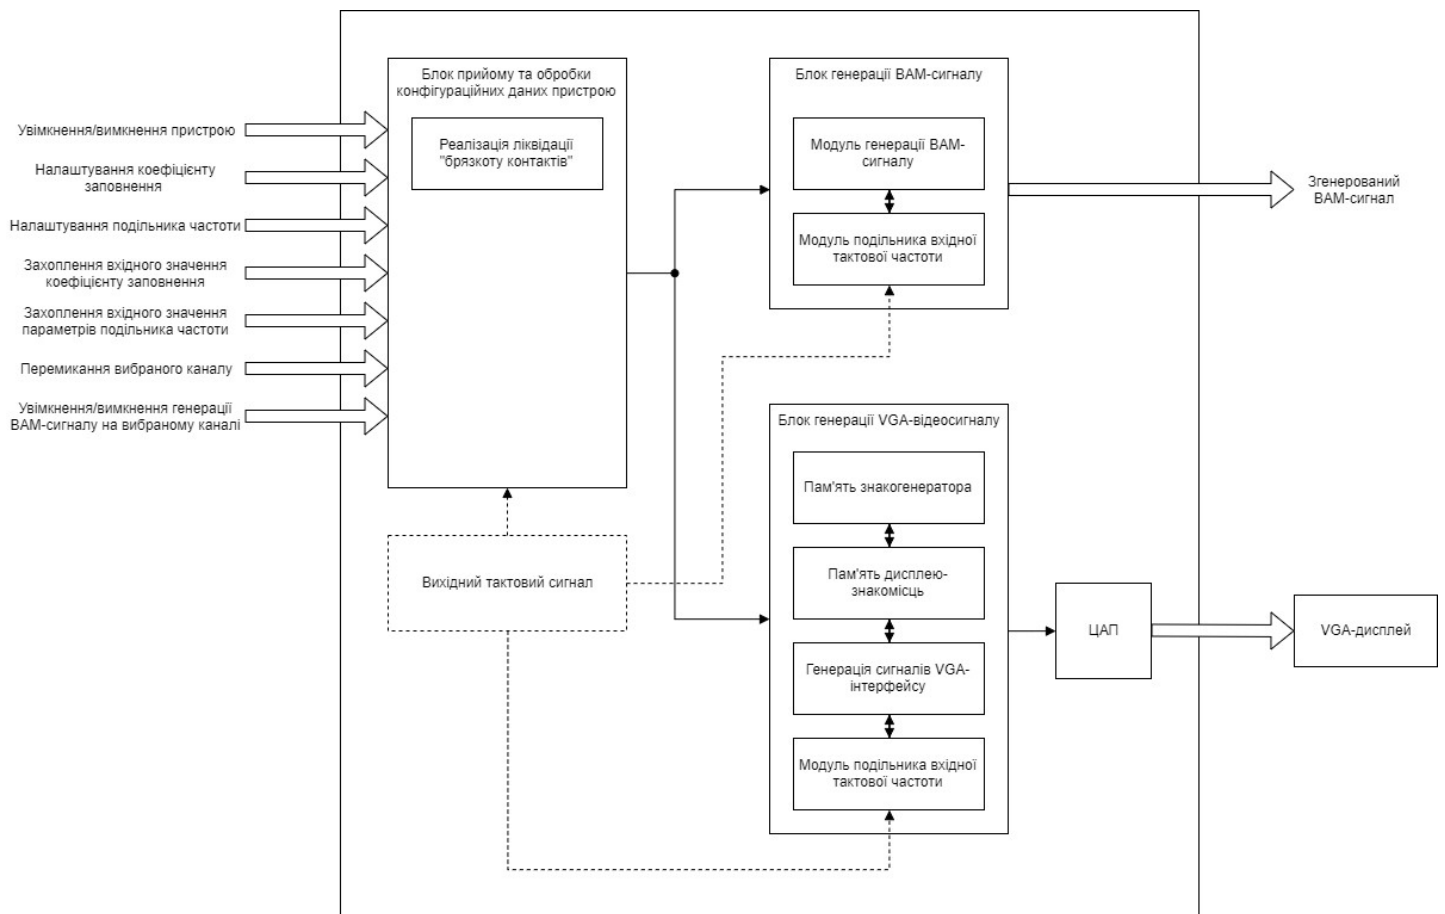 Блок прийому та обробки
конфігураційних даних пристрою
Реалізація ліквідації
"брязкоту контактів"
Увімкнення/вимкнення пристрою
Налаштування коефіцієнту
заповнення
Налаштування подільника частоти
Захоплення вхідного значення
коефіцієнту заповнення
Захоплення вхідного значення
параметрів подільника частоти
Перемикання вибраного каналу
Увімкнення/вимкнення генерації
BAM-сигналу на вибраному каналі
Вихідний тактовий сигнал
Блок генерації BAM-сигналу
Модуль генерації BAM-
сигналу
Модуль подільника вхідної
тактової частоти
Згенерований
BAM-сигнал
Блок генерації VGA-відеосигналу
Пам'ять знакогенератора
Пам'ять дисплею-
знакомісць
Генерація сигналів VGA-
інтерфейсу
Модуль подільника вхідної
тактової частоти
ЦАП
VGA-дисплей